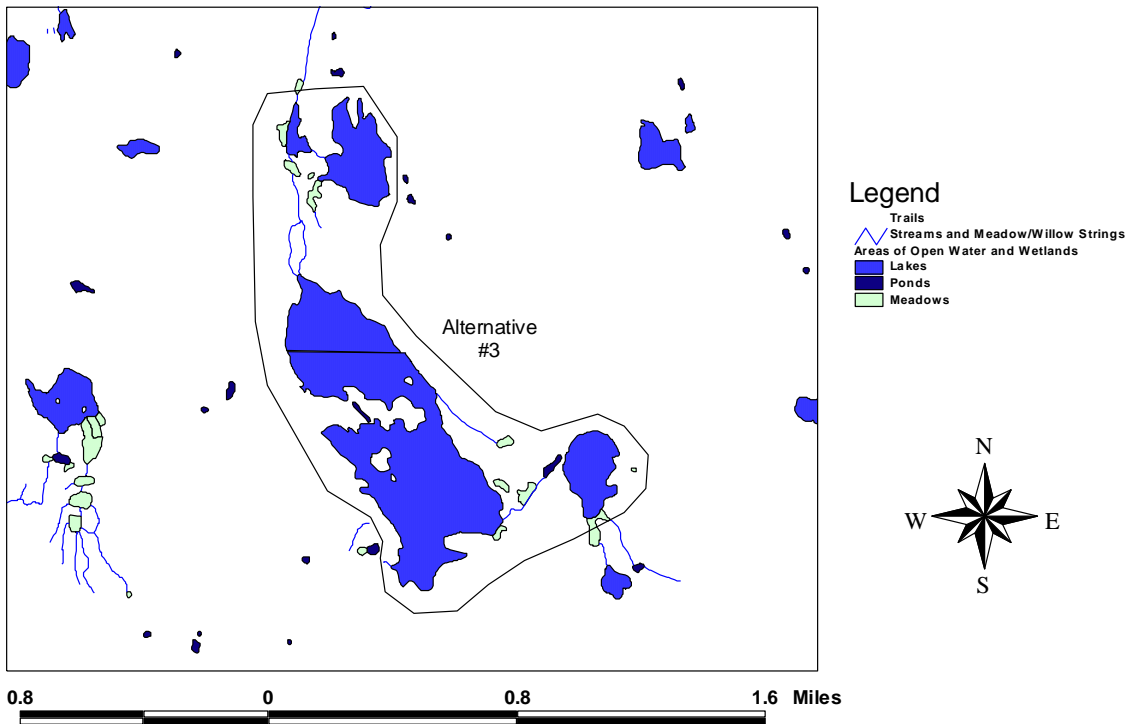 Alternative
#3
Legend
Trails
Streams and Meadow/Willow Strings
Areas of Open Water and Wetlands
Lakes
Ponds
Meadows
N
W E
S
0.8 0 0.8 1.6 Miles